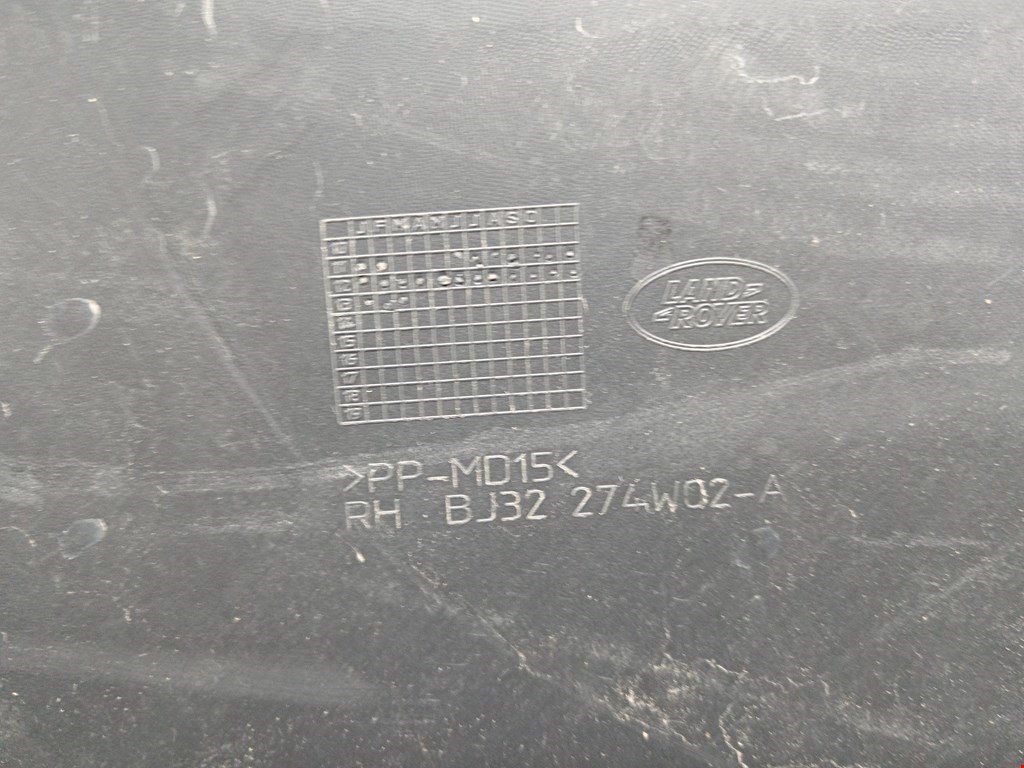 J F M A M J J A S O
LAND
ROVER
>PP-MD15<
RH BJ32 274W02-A